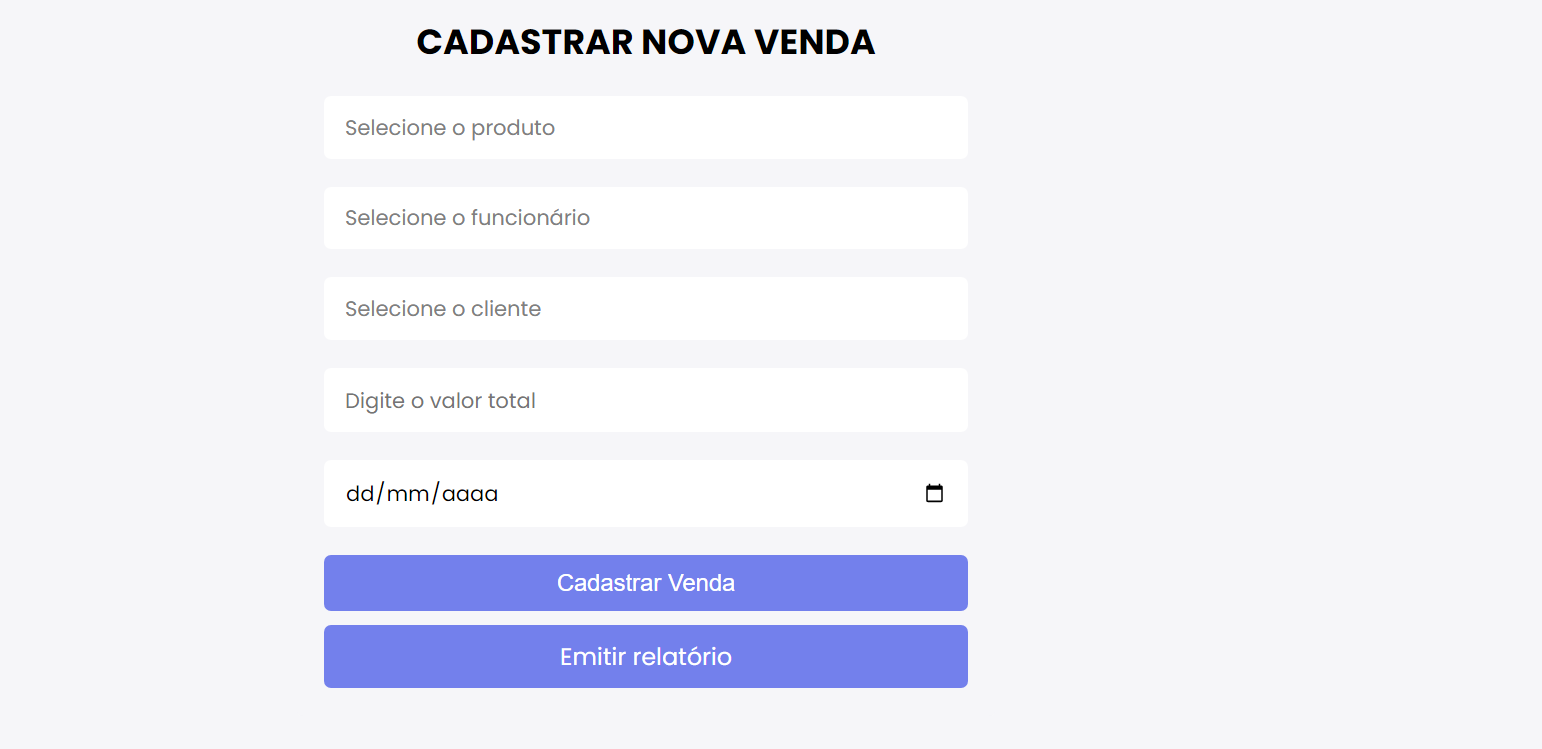 CADASTRAR NOVA VENDA
Selecione o produto
Selecione o funcionário
Selecione o cliente
Digite o valor total
dd/mm/aaaa
Cadastrar Venda
Emitir relatório